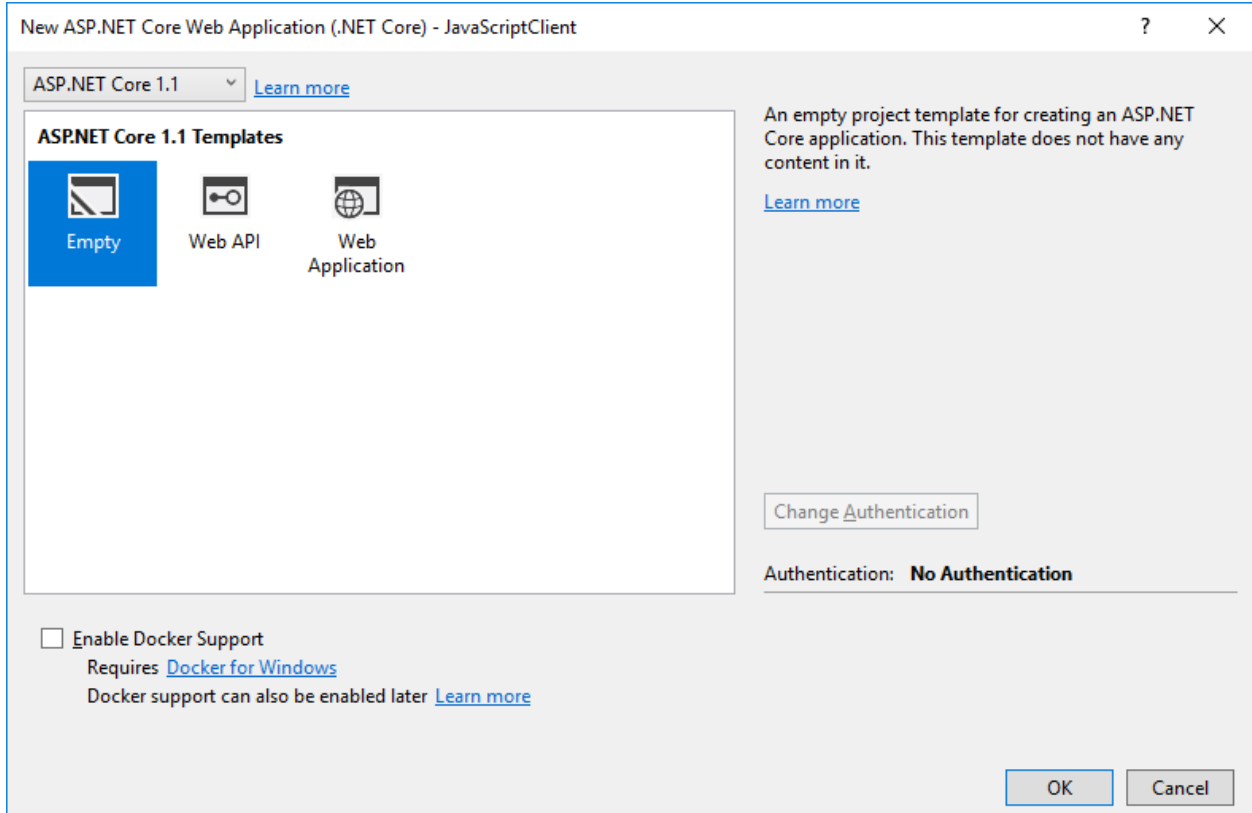 New ASP.NET Core Web Application (.NET Core) - JavaScriptClient
?
ASP.NET Core 1.1
Learn more
ASP.NET Core 1.1 Templates
Empty
Web API
Web
Application
An empty project template for creating an ASP.NET
Core application. This template does not have any
content in it.
Learn more
Change Authentication
Authentication: No Authentication
Enable Docker Support
Requires Docker for Windows
Docker support can also be enabled later Learn more
OK
Cancel